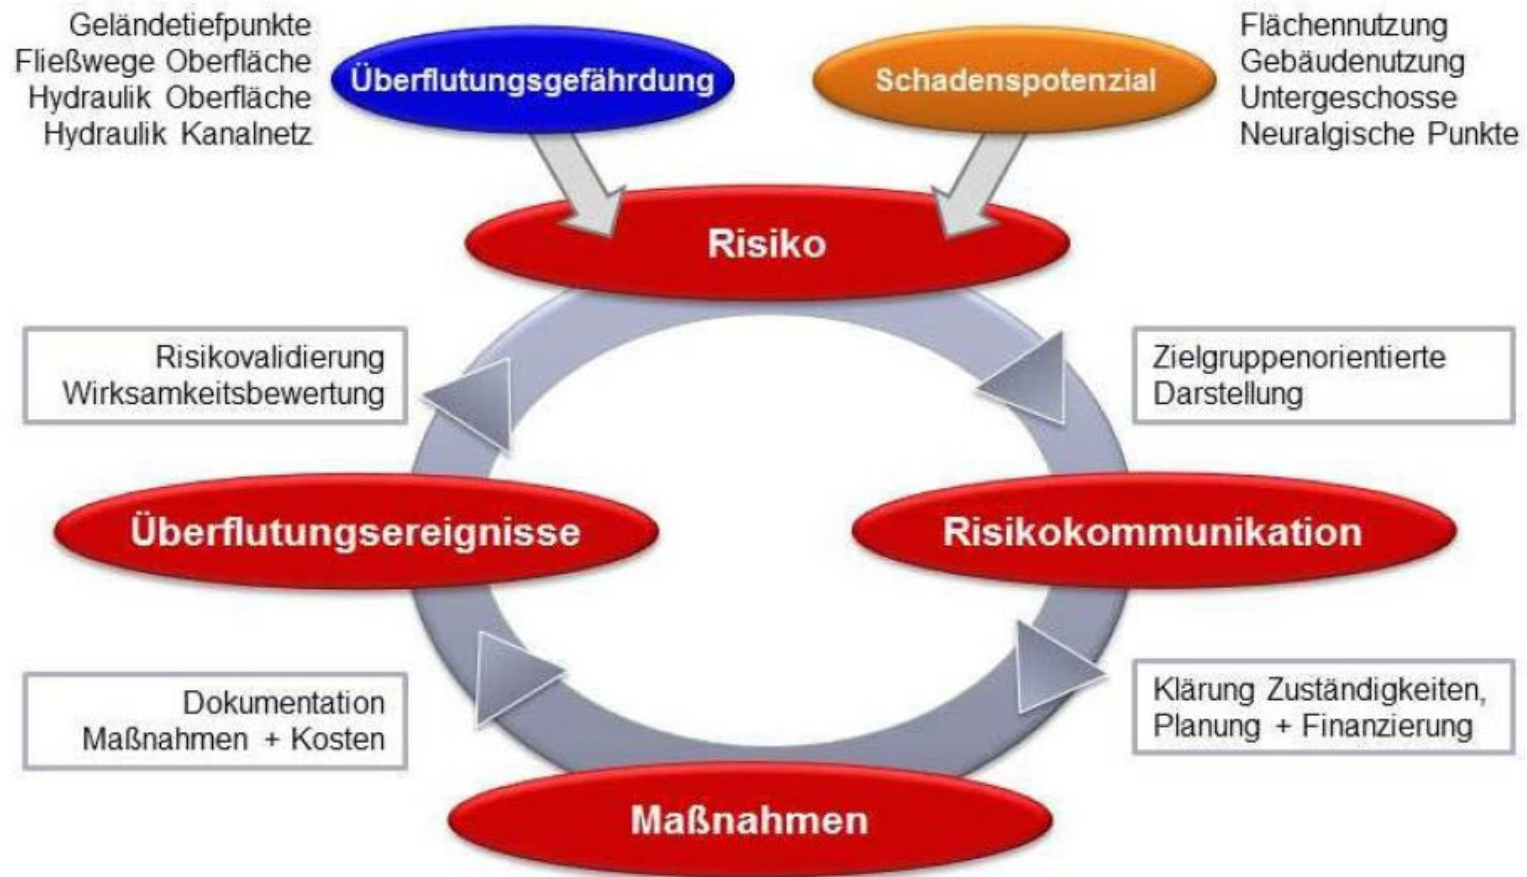 Geländetiefpunkte
Fließwege Oberfläche
Hydraulik Oberfläche
Hydraulik Kanalnetz
Überflutungsgefährdung
Schadenspotenzial
Flächennutzung
Gebäudenutzung
Untergeschosse
Neuralgische Punkte
Risiko
Risikovalidierung
Wirksamkeitsbewertung
Zielgruppenorientierte
Darstellung
Überflutungsereignisse
Risikokommunikation
Dokumentation
Maßnahmen + Kosten
Klärung Zuständigkeiten,
Planung + Finanzierung
Maßnahmen